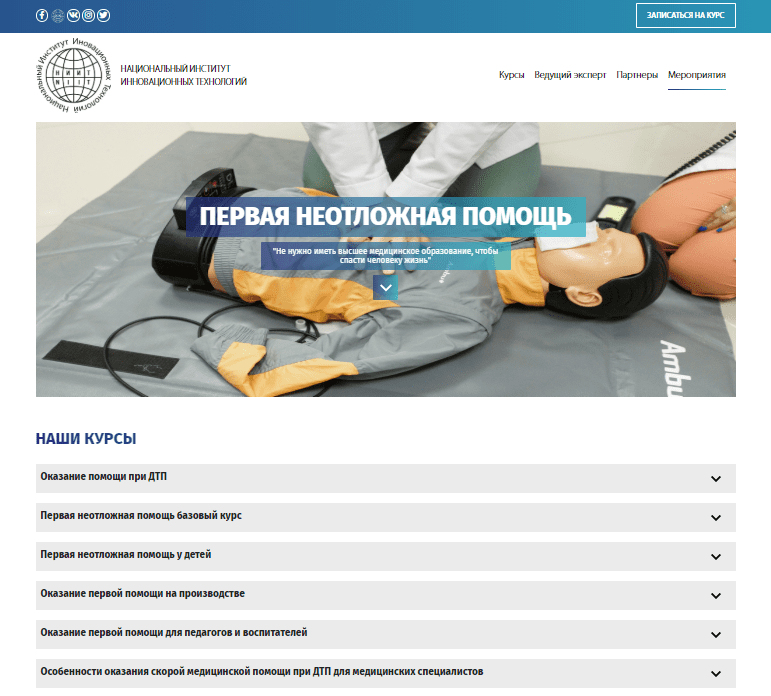 ЗАПИСАТЬСЯ НА КУРС
Национальный Институт Иновационных Технологий
НИИТ
NIIT
НАЦИОНАЛЬНЫЙ ИНСТИТУТ
ИННОВАЦИОННЫХ ТЕХНОЛОГИЙ
Курсы Ведущий эксперт Партнеры Мероприятия
ПЕРВАЯ НЕОТЛОЖНАЯ ПОМОЩЬ
"Не нужно иметь высшее медицинское образование, чтобы
спасти человеку жизнь"
Ambu
НАШИ КУРСЫ
Оказание помощи при ДТП
Первая неотложная помощь базовый курс
Первая неотложная помощь у детей
Оказание первой помощи на производстве
Оказание первой помощи для педагогов и воспитателей
Особенности оказания скорой медицинской помощи при ДТП для медицинских специалистов